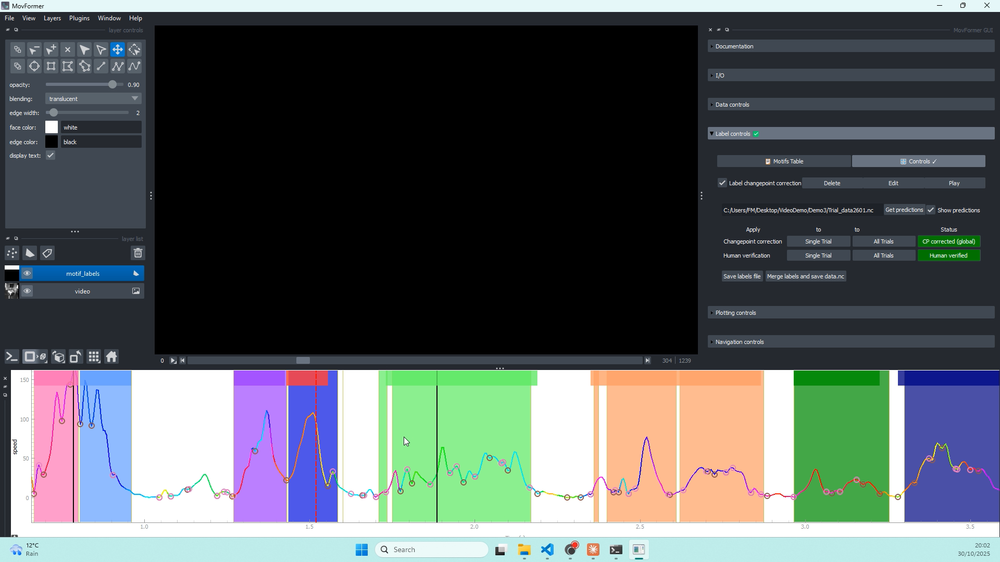 MovFormer
File View Layers Plugins Window Help
layer controls
opacity: 0.90
blending: translucent
edge width: 2
face color: white
edge color: black
display text:
layer list
motif_labels
video
0
304 1239
MovFormer GUI
Documentation
I/O
Data controls
Label controls
Motifs Table Controls ✓
Label changepoint correction Delete Edit Play
C:/Users/FM/Desktop/VideoDemo/Demo3/Trial_data2601.nc Get predictions Show predictions
Apply to to Status
Changepoint correction Single Trial All Trials CP corrected (global)
Human verification Single Trial All Trials Human verified
Save labels file Merge labels and save data.nc
Plotting controls
Navigation controls
150
100
50
0
speed
1.0 1.5 2.0 2.5 3.0 3.5
12°C
Rain
Search
20:02
30/10/2025